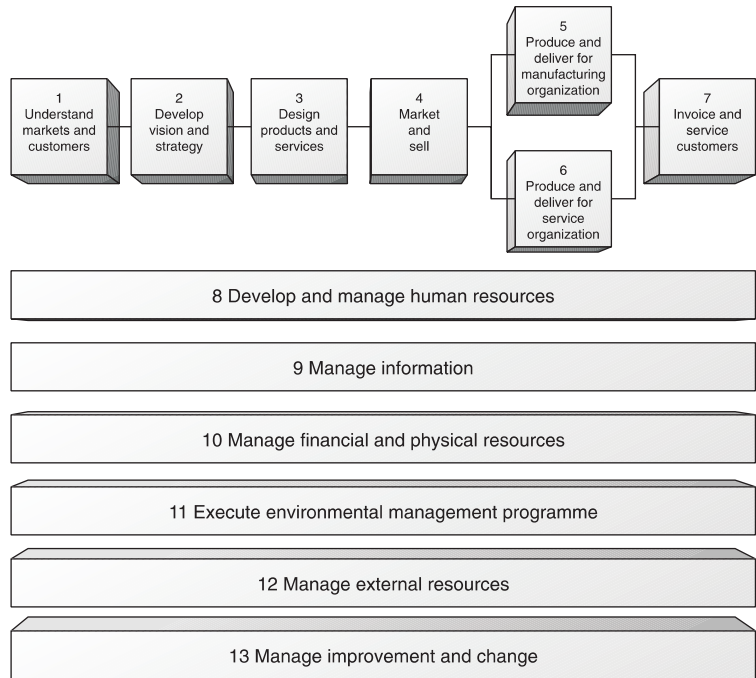 1
Understand
markets and
customers
2
Develop
vision and
strategy
3
Design
products and
services
4
Market
and
sell
5
Produce and
deliver for
manufacturing
organization
6
Produce and
deliver for
service
organization
7
Invoice and
service
customers
8 Develop and manage human resources
9 Manage information
10 Manage financial and physical resources
11 Execute environmental management programme
12 Manage external resources
13 Manage improvement and change